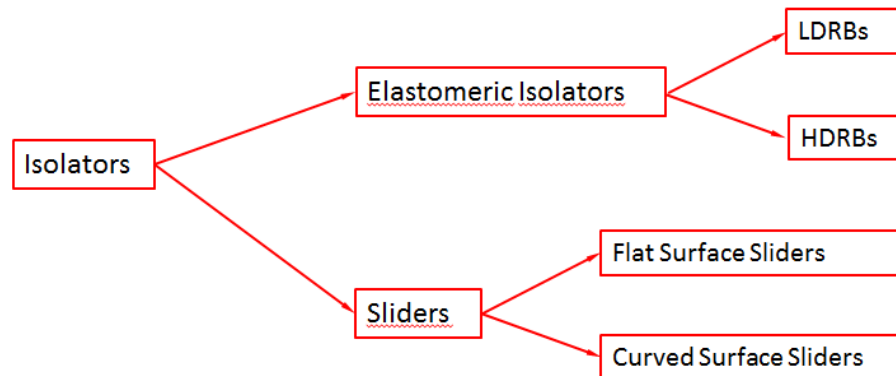 LDRBs
Elastomeric Isolators
HDRBs
Isolators
Flat Surface Sliders
Sliders
Curved Surface Sliders